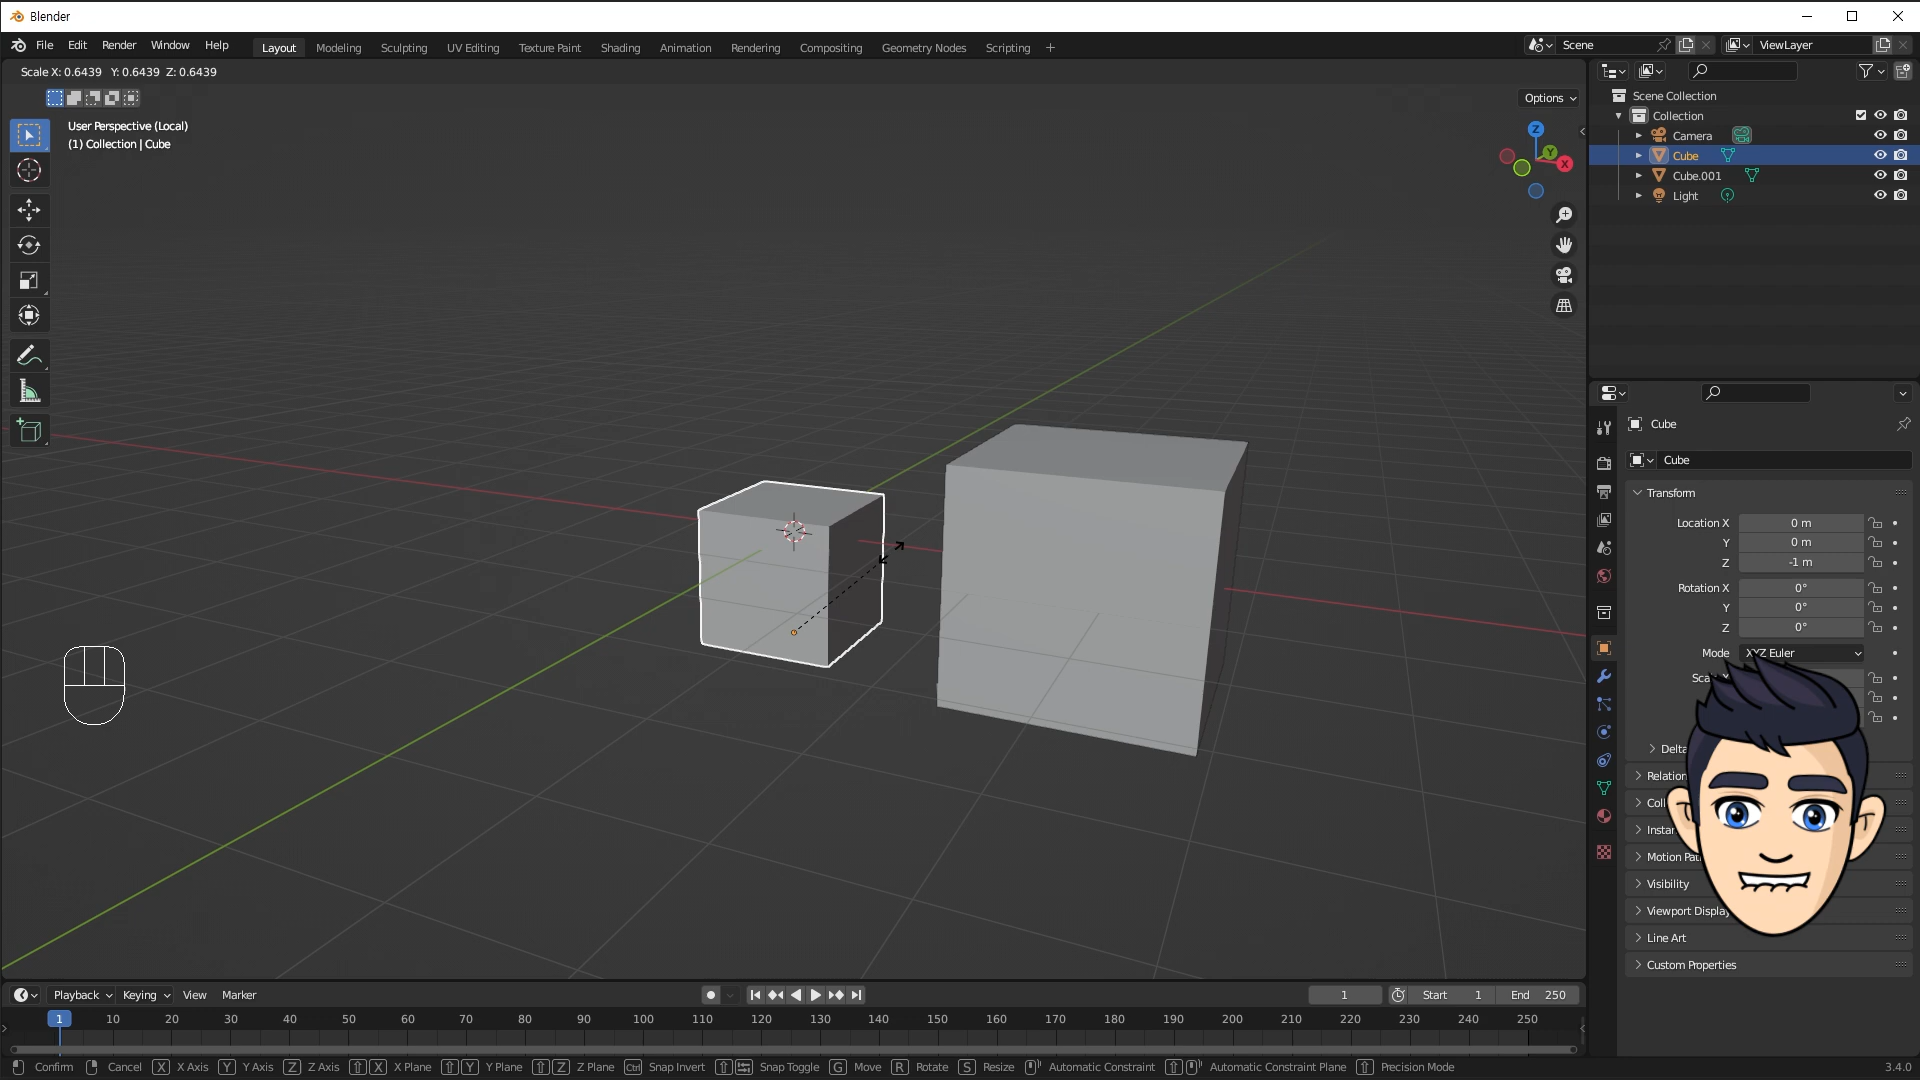 Blender
File Edit Render Window Help Layout Modeling Sculpting UV Editing Texture Paint Shading Animation Rendering Compositing Geometry Nodes Scripting + Scene ViewLayer
Scale X: 0.6439 Y: 0.6439 Z: 0.6439
Options
User Perspective (Local)
(1) Collection | Cube
Z
Y
X
Scene Collection
Collection
Camera
Cube
Cube.001
Light
Cube
Cube
Transform
Location X 0 m
Y 0 m
Z -1 m
Rotation X 0°
Y 0°
Z 0°
Mode XYZ Euler
Delta
Visibility
Line Art
Custom Properties
Playback Keying View Marker 1 Start 1 End 250
1 10 20 30 40 50 60 70 80 90 100 110 120 130 140 150 160 170 180 190 200 210 220 230 240 250
Confirm Cancel X X Axis Y Y Axis Z Z Axis X X Plane Y Y Plane Z Z Plane Ctrl Snap Invert Snap Toggle G Move R Rotate S Resize Automatic Constraint Automatic Constraint Plane Precision Mode 3.4.0